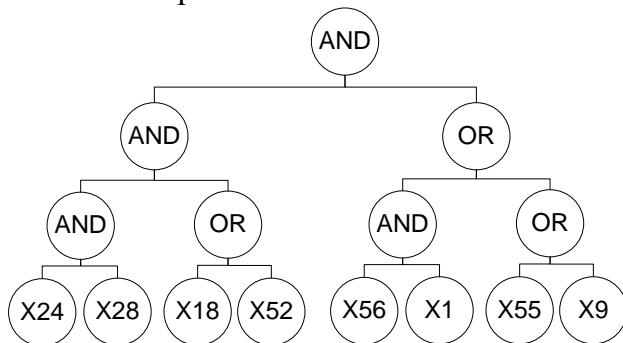 AND
AND OR
AND OR AND OR
X24 X28 X18 X52 X56 X1 X55 X9